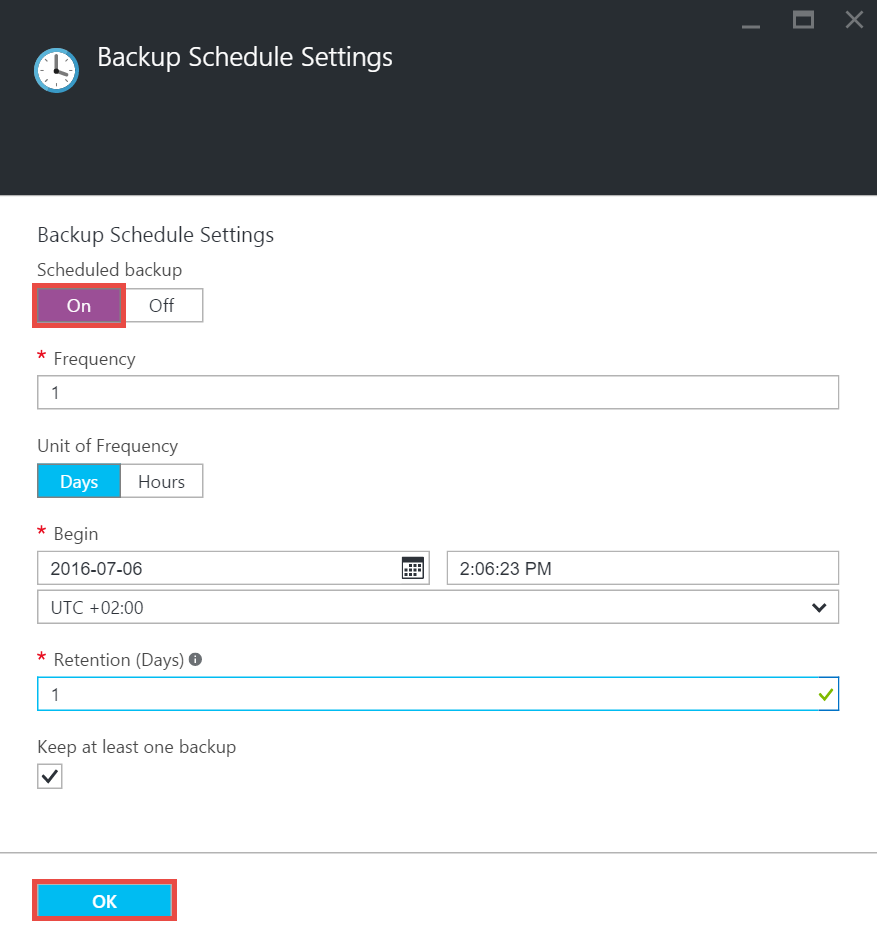 Backup Schedule Settings
Backup Schedule Settings
Scheduled backup
On Off
* Frequency
1
Unit of Frequency
Days Hours
* Begin
2016-07-06 2:06:23 PM
UTC +02:00
* Retention (Days)
1
Keep at least one backup
OK